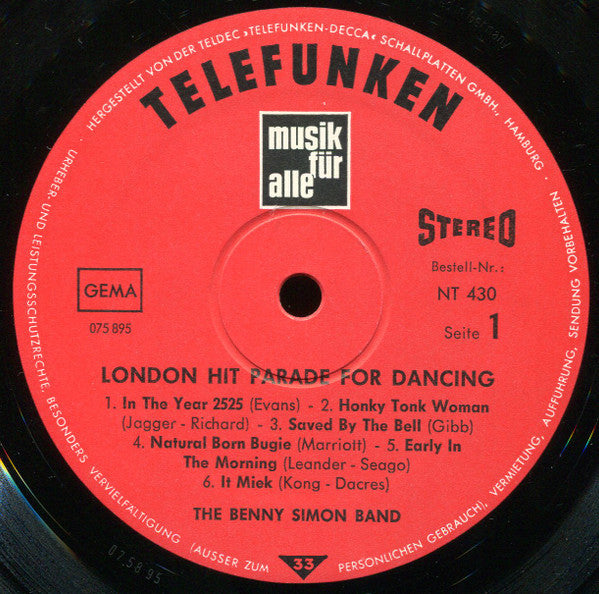 · HERGESTELLT VON DER TELDEC »TELEFUNKEN-DECCA« SCHALLPLATTEN GMBH., HAMBURG ·
TELEFUNKEN
musik
für
alle
STEREO
Bestell-Nr.:
NT 430
Seite 1
GEMA
075 895
LONDON HIT PARADE FOR DANCING
1. In The Year 2525 (Evans) - 2. Honky Tonk Woman
(Jagger - Richard) - 3. Saved By The Bell (Gibb)
4. Natural Born Bugie (Marriott) - 5. Early In
The Morning (Leander - Seago)
6. It Miek (Kong - Dacres)
THE BENNY SIMON BAND
33
URHEBER- UND LEISTUNGSSCHUTZRECHTE, BESONDERS VERVIELFALTIGUNG (AUSSER ZUM PERSÖNLICHEN GEBRAUCH), VERMIETUNG, AUFFÜHRUNG, SENDUNG VORBEHALTEN
075895